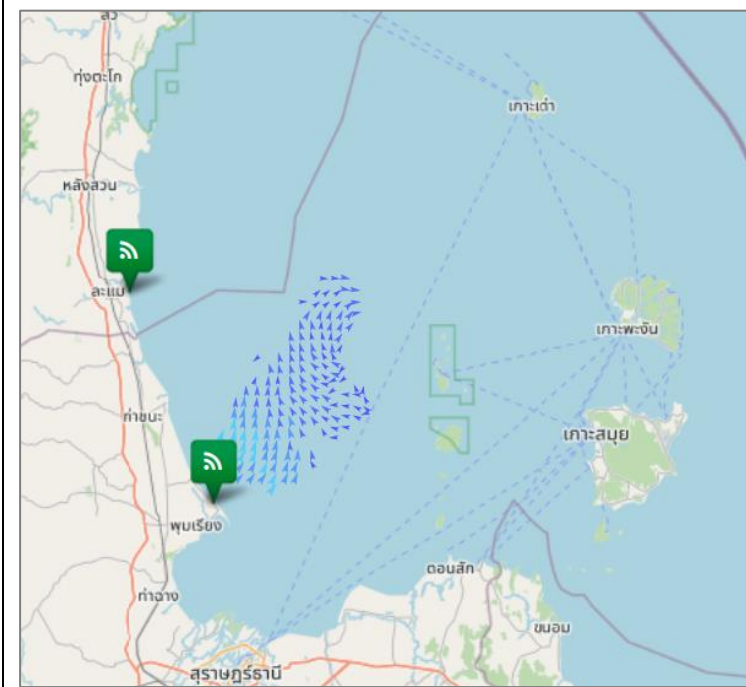 ทุ่งตะโก
เกาะเต่า
หลังสวน
ละแม
เกาะพะงัน
ท่าชนะ
เกาะสมุย
พุมเรียง
ดอนสัก
ท่าฉาง
ขนอม
สุราษฎร์ธานี